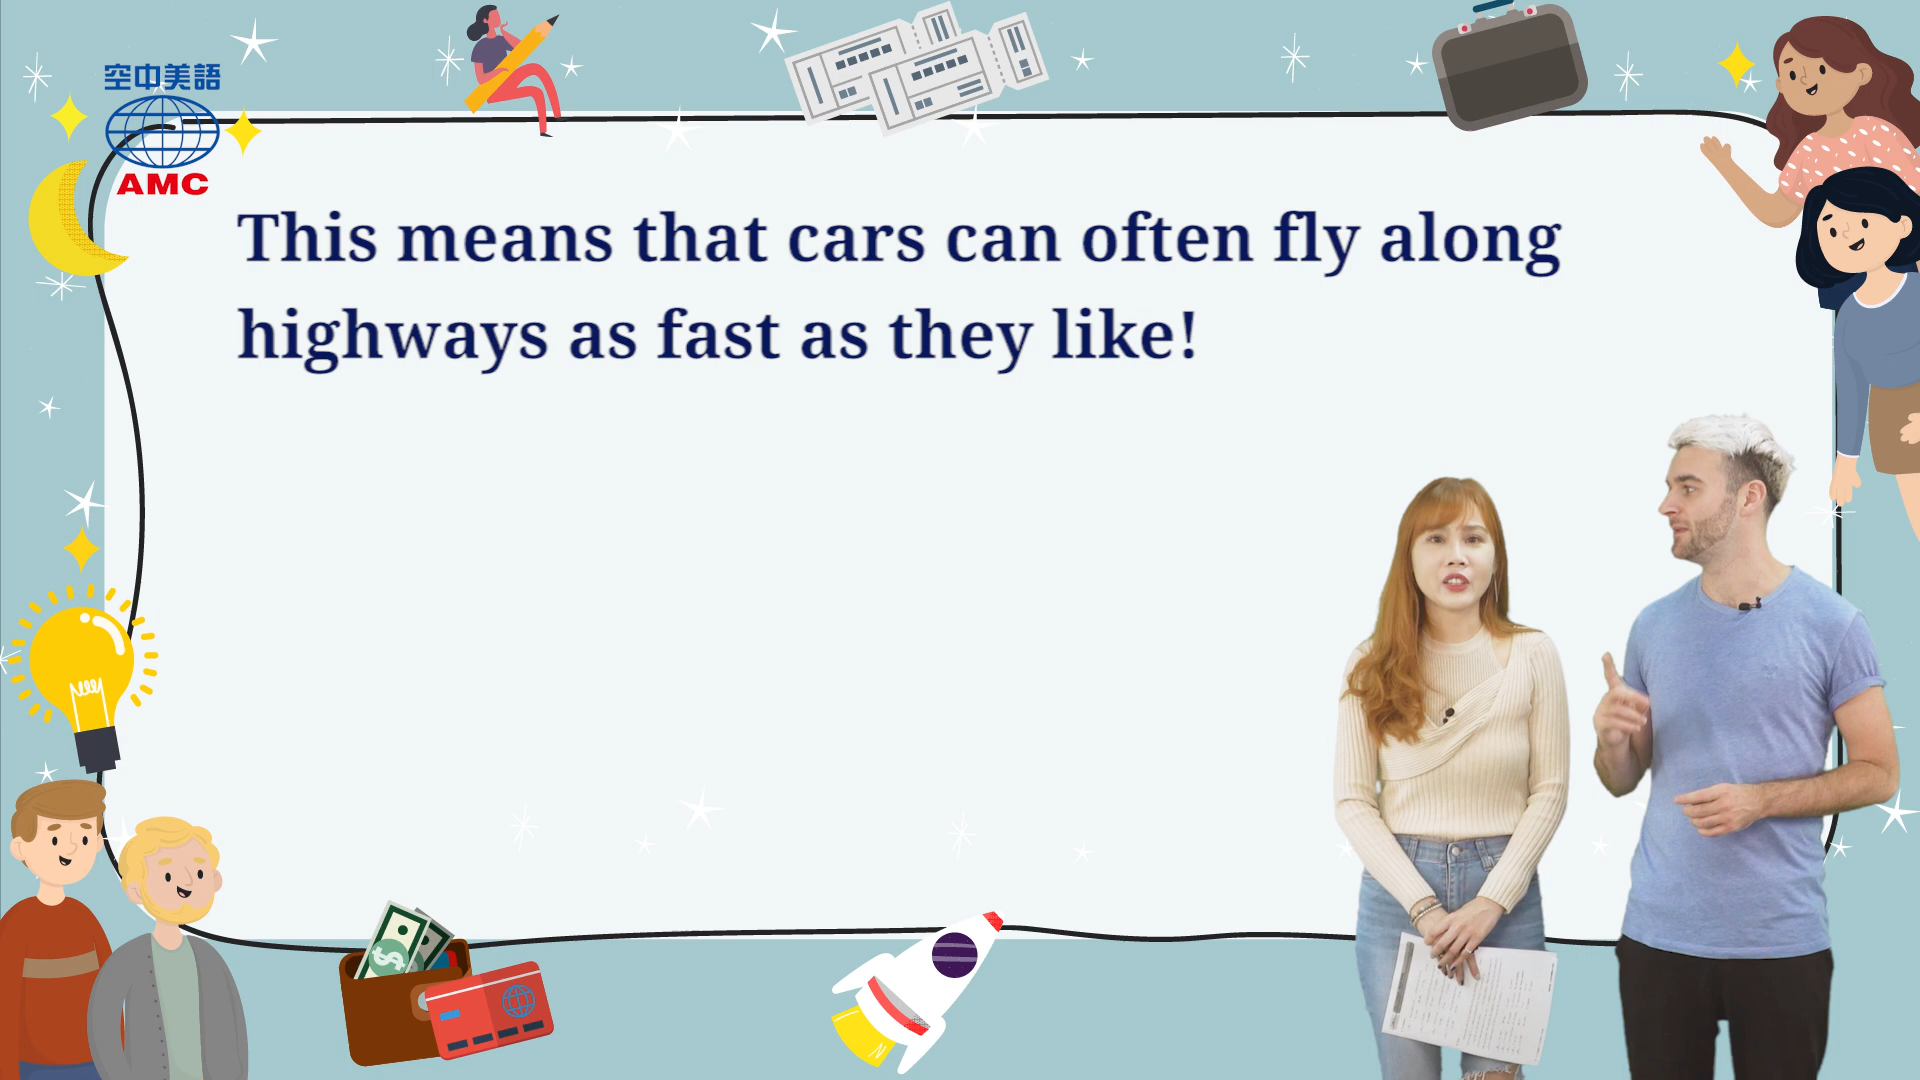 空中美語
AMC
This means that cars can often fly along
highways as fast as they like!